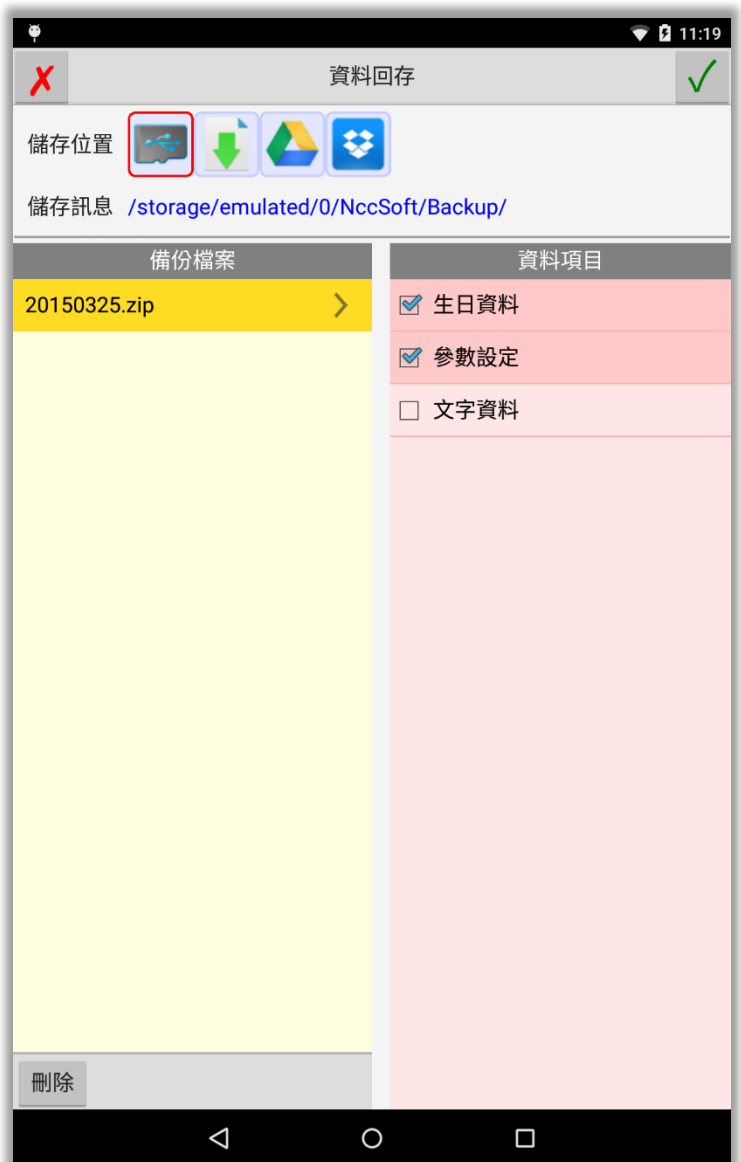 11:19
資料回存
儲存位置
儲存訊息 /storage/emulated/0/NccSoft/Backup/
備份檔案
資料項目
20150325.zip
生日資料
參數設定
文字資料
刪除